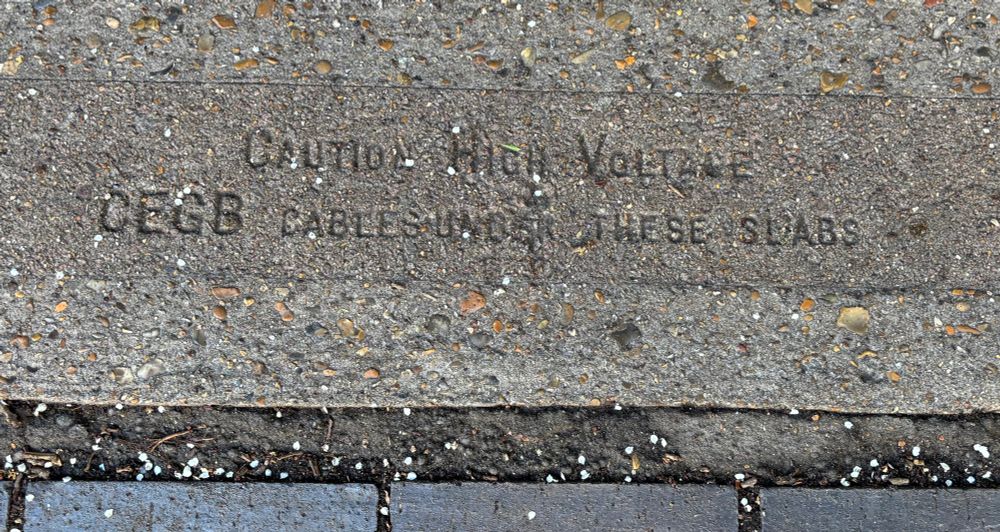 CAUTION HIGH VOLTAGE
CEGB CABLES UNDER THESE SLABS